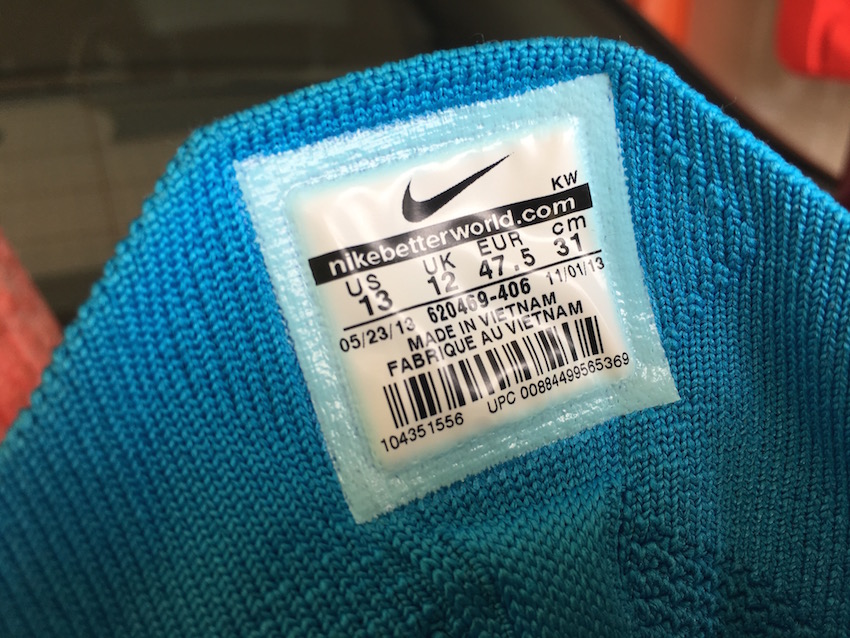 KW
nikebetterworld.com
US UK EUR cm
13 12 47.5 31
05/23/13 620469-406 11/01/13
MADE IN VIETNAM
FABRIQUE AU VIETNAM
104351556 UPC 00884499565369